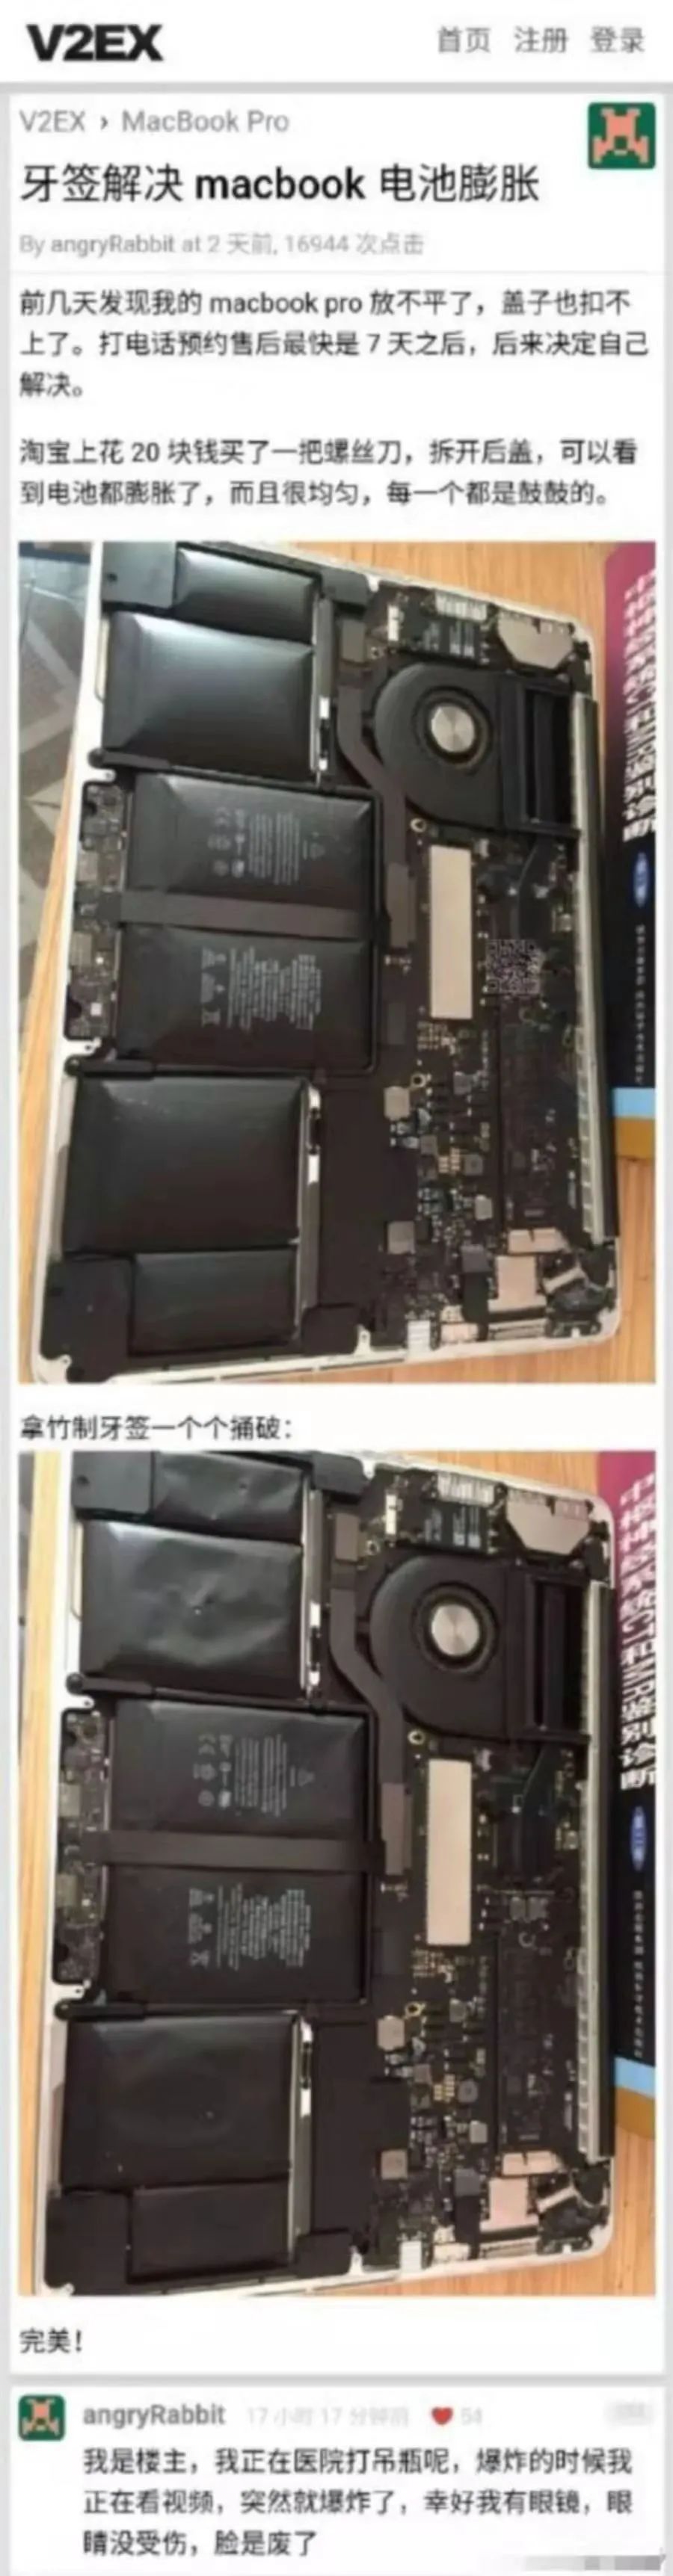 V2EX
首页 注册 登录
V2EX › MacBook Pro
牙签解决 macbook 电池膨胀
By angryRabbit at 2 天前, 16944 次点击
前几天发现我的 macbook pro 放不平了，盖子也扣不
上了。打电话预约售后最快是 7 天之后，后来决定自己
解决。
淘宝上花 20 块钱买了一把螺丝刀，拆开后盖，可以看
到电池都膨胀了，而且很均匀，每一个都是鼓鼓的。
拿竹制牙签一个个捅破：
完美！
angryRabbit 17 小时 17 分钟前 ❤ 54
我是楼主，我正在医院打吊瓶呢，爆炸的时候我
正在看视频，突然就爆炸了，幸好我有眼镜，眼
睛没受伤，脸是废了